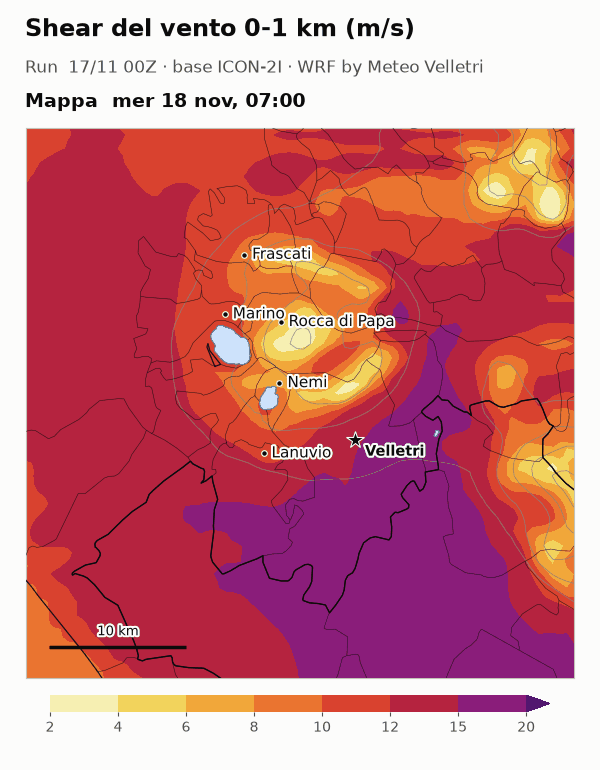 Shear del vento 0-1 km (m/s)
Run  17/11 00Z · base ICON-2I · WRF by Meteo Velletri
Mappa  mer 18 nov, 07:00
Frascati
Marino
Rocca di Papa
Nemi
Velletri
Lanuvio
10 km
2 4 6 8 10 12 15 20